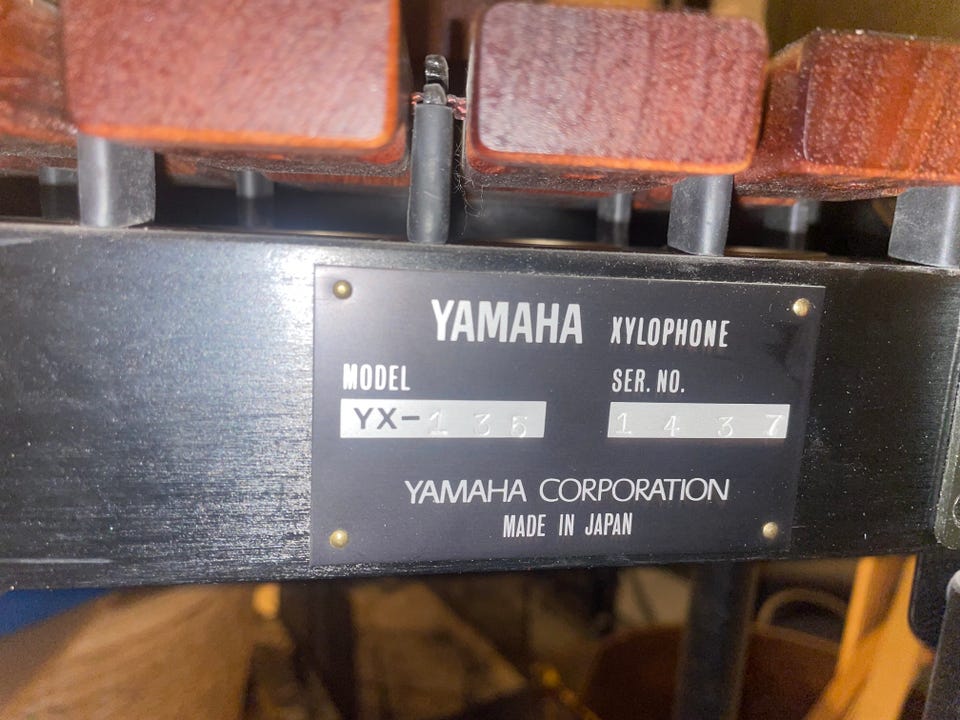 YAMAHA XYLOPHONE
MODEL SER. NO.
YX-135 1437
YAMAHA CORPORATION
MADE IN JAPAN